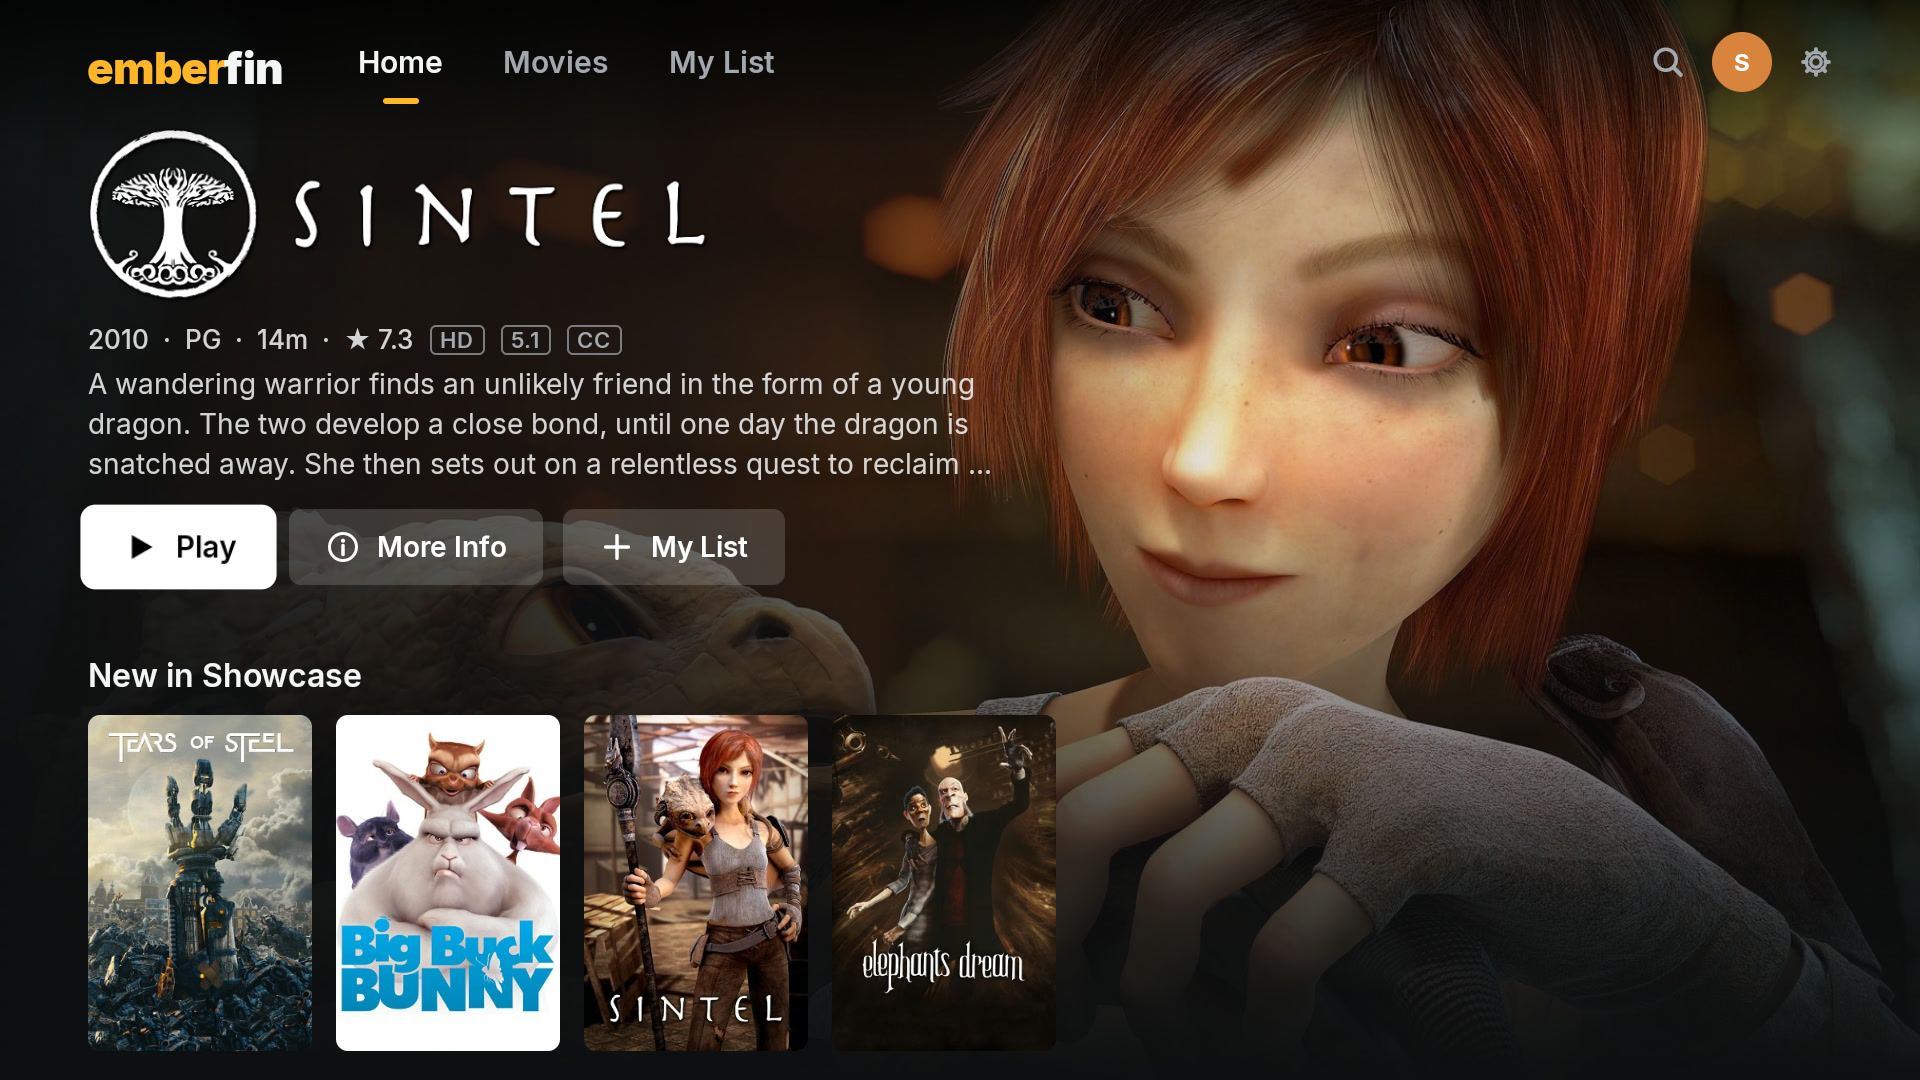 emberfin Home Movies My List S
SINTEL
2010 · PG · 14m · ★ 7.3 HD 5.1 CC
A wandering warrior finds an unlikely friend in the form of a young
dragon. The two develop a close bond, until one day the dragon is
snatched away. She then sets out on a relentless quest to reclaim ...
Play More Info My List
New in Showcase
TEARS OF STEEL
Big Buck
BUNNY
SINTEL
elephants dream